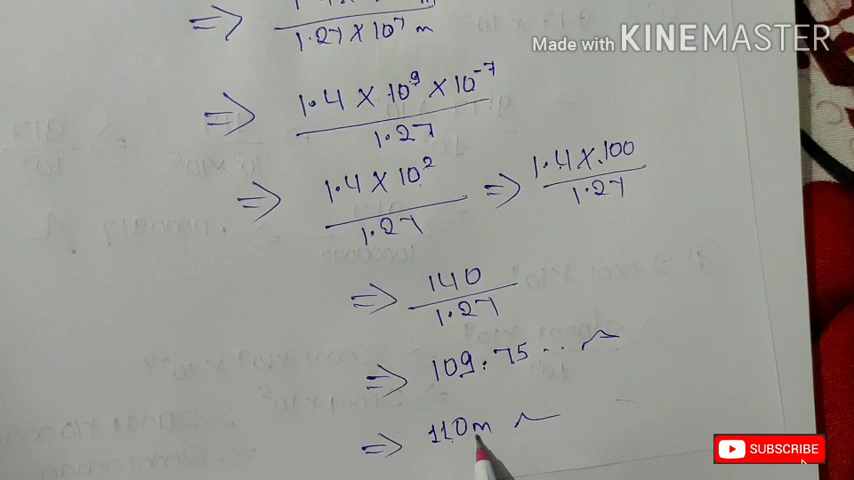 Made with KINEMASTER
⇒ 1.27 × 10⁷ m
⇒ 1.4 × 10⁹ × 10⁻⁷ / 1.27
⇒ 1.4 × 10² / 1.27 ⇒ 1.4 × 100 / 1.27
⇒ 140 / 1.27
⇒ 109.75...
⇒ 110m
SUBSCRIBE